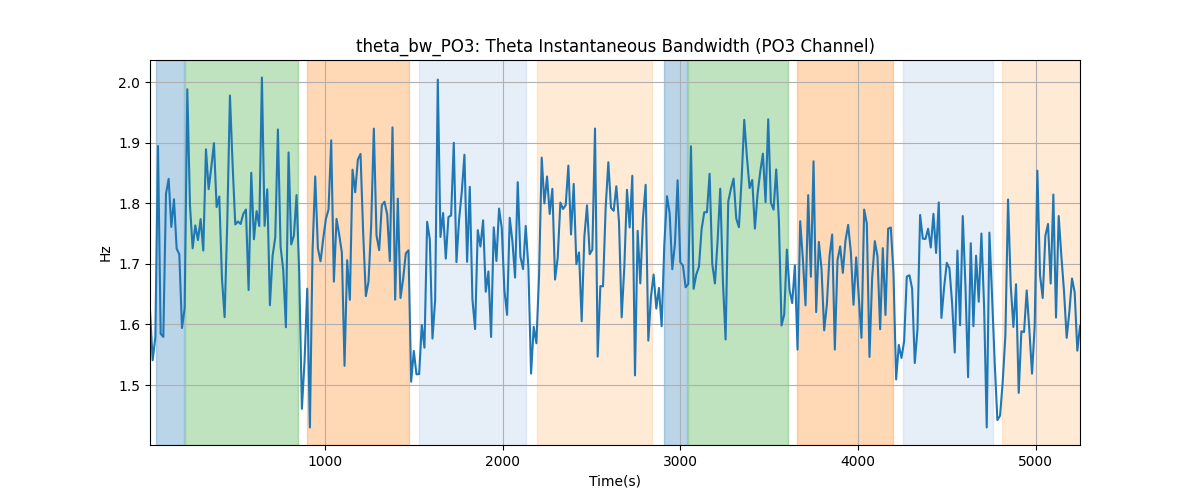 theta_bw_PO3: Theta Instantaneous Bandwidth (PO3 Channel)
2.0
1.9
1.8
1.7
1.6
1.5
Hz
1000 2000 3000 4000 5000
Time(s)